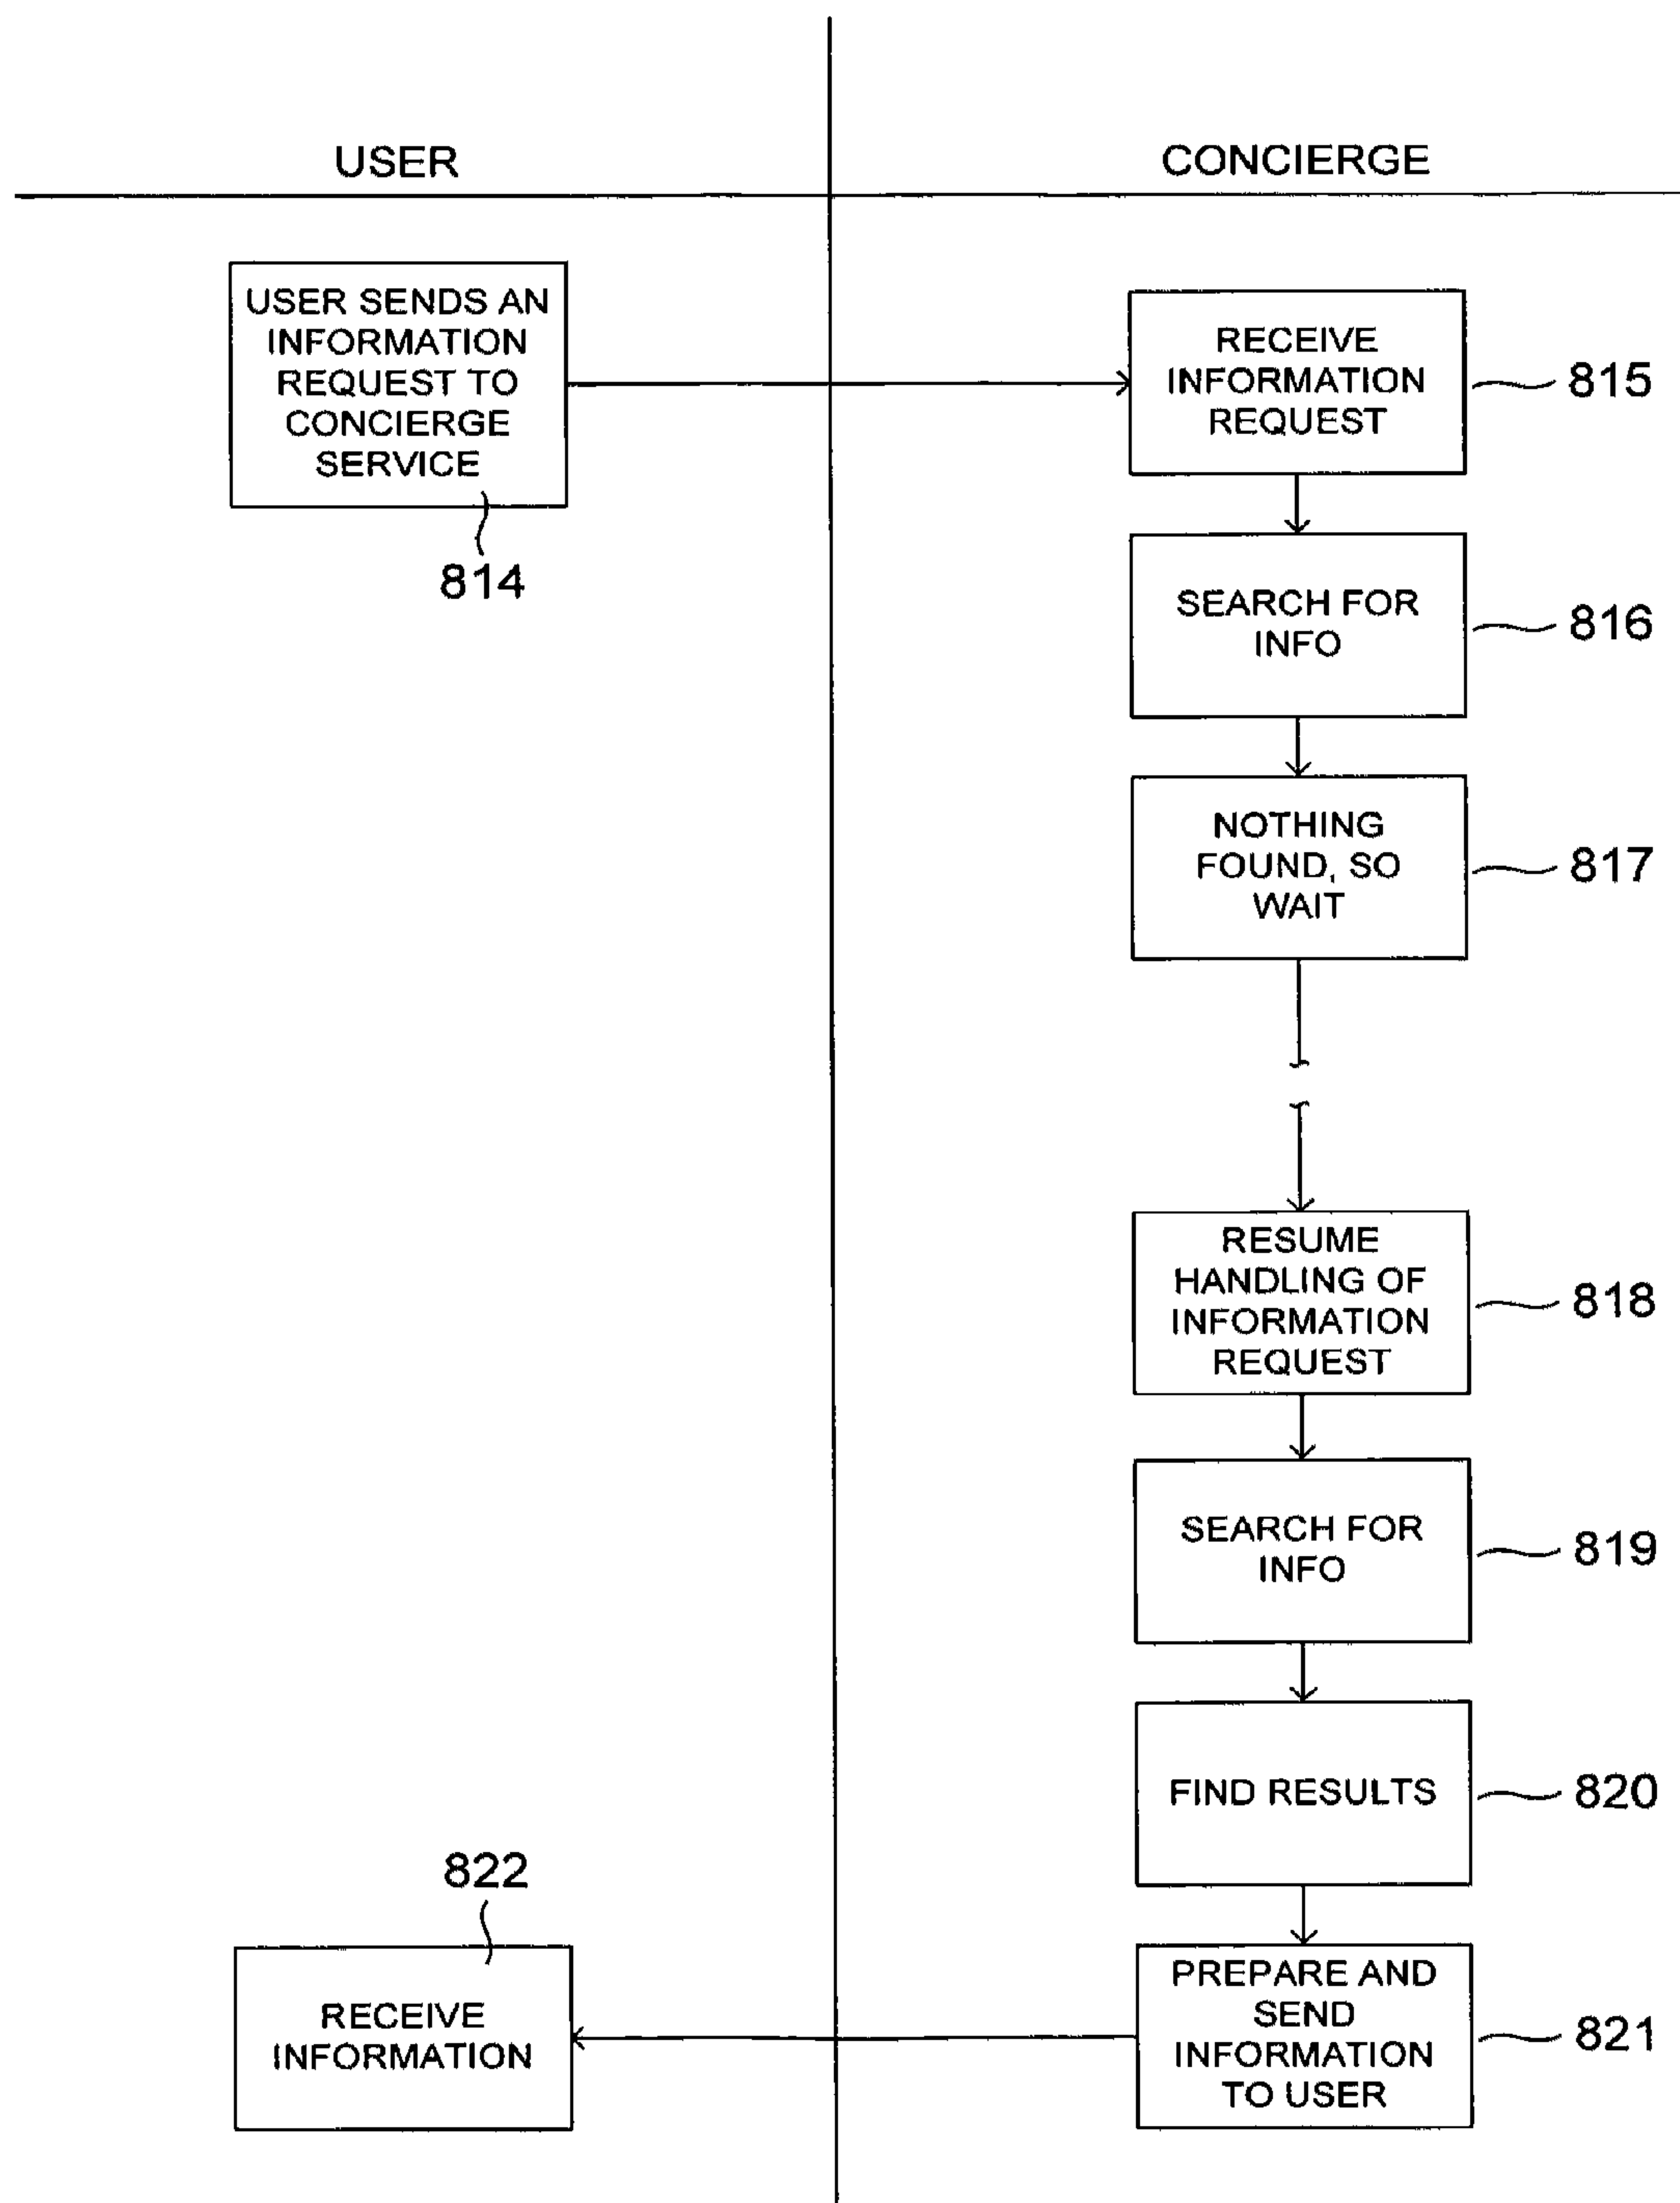 USER
CONCIERGE
USER SENDS AN
INFORMATION
REQUEST TO
CONCIERGE
SERVICE
814
RECEIVE
INFORMATION
REQUEST
815
SEARCH FOR
INFO
816
NOTHING
FOUND, SO
WAIT
817
RESUME
HANDLING OF
INFORMATION
REQUEST
818
SEARCH FOR
INFO
819
FIND RESULTS
820
PREPARE AND
SEND
INFORMATION
TO USER
821
822
RECEIVE
INFORMATION